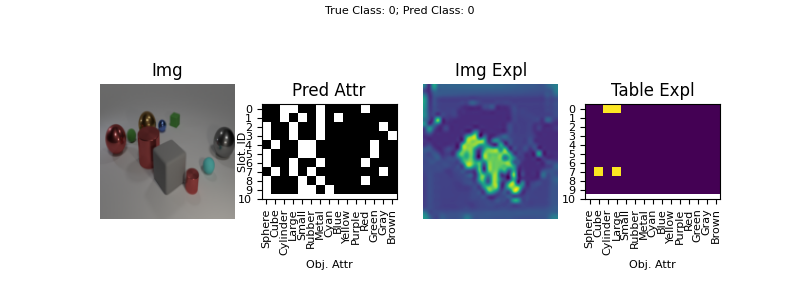 True Class: 0; Pred Class: 0
Img
Pred Attr
Img Expl
Table Expl
Slot. ID
0
1
2
3
4
5
6
7
8
9
10
Sphere
Cube
Cylinder
Large
Small
Rubber
Metal
Cyan
Blue
Yellow
Purple
Red
Green
Gray
Brown
Obj. Attr
0
1
2
3
4
5
6
7
8
9
10
Sphere
Cube
Cylinder
Large
Small
Rubber
Metal
Cyan
Blue
Yellow
Purple
Red
Green
Gray
Brown
Obj. Attr